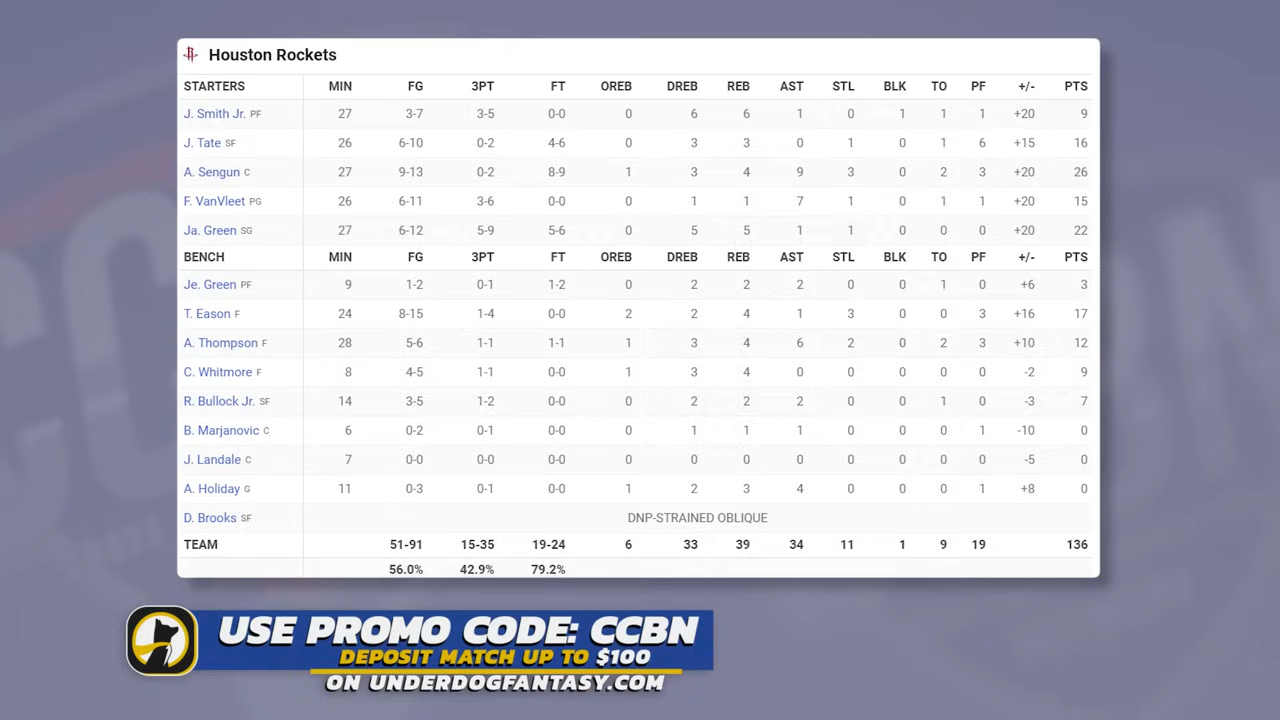 Houston Rockets
STARTERS MIN FG 3PT FT OREB DREB REB AST STL BLK TO PF +/- PTS
J. Smith Jr. PF 27 3-7 3-5 0-0 0 6 6 1 0 1 1 1 +20 9
J. Tate SF 26 6-10 0-2 4-6 0 3 3 0 1 0 1 6 +15 16
A. Sengun C 27 9-13 0-2 8-9 1 3 4 9 3 0 2 3 +20 26
F. VanVleet PG 26 6-11 3-6 0-0 0 1 1 7 1 0 1 1 +20 15
Ja. Green SG 27 6-12 5-9 5-6 0 5 5 1 1 0 0 0 +20 22
BENCH MIN FG 3PT FT OREB DREB REB AST STL BLK TO PF +/- PTS
Je. Green PF 9 1-2 0-1 1-2 0 2 2 2 0 0 1 0 +6 3
T. Eason F 24 8-15 1-4 0-0 2 2 4 1 3 0 0 3 +16 17
A. Thompson F 28 5-6 1-1 1-1 1 3 4 6 2 0 2 3 +10 12
C. Whitmore F 8 4-5 1-1 0-0 1 3 4 0 0 0 0 0 -2 9
R. Bullock Jr. SF 14 3-5 1-2 0-0 0 2 2 2 0 0 1 0 -3 7
B. Marjanovic C 6 0-2 0-1 0-0 0 1 1 1 0 0 0 1 -10 0
J. Landale C 7 0-0 0-0 0-0 0 0 0 0 0 0 0 0 -5 0
A. Holiday G 11 0-3 0-1 0-0 1 2 3 4 0 0 0 1 +8 0
D. Brooks SF DNP-STRAINED OBLIQUE
TEAM 51-91 15-35 19-24 6 33 39 34 11 1 9 19 136
56.0% 42.9% 79.2%
USE PROMO CODE: CCBN
DEPOSIT MATCH UP TO $100
ON UNDERDOGFANTASY.COM